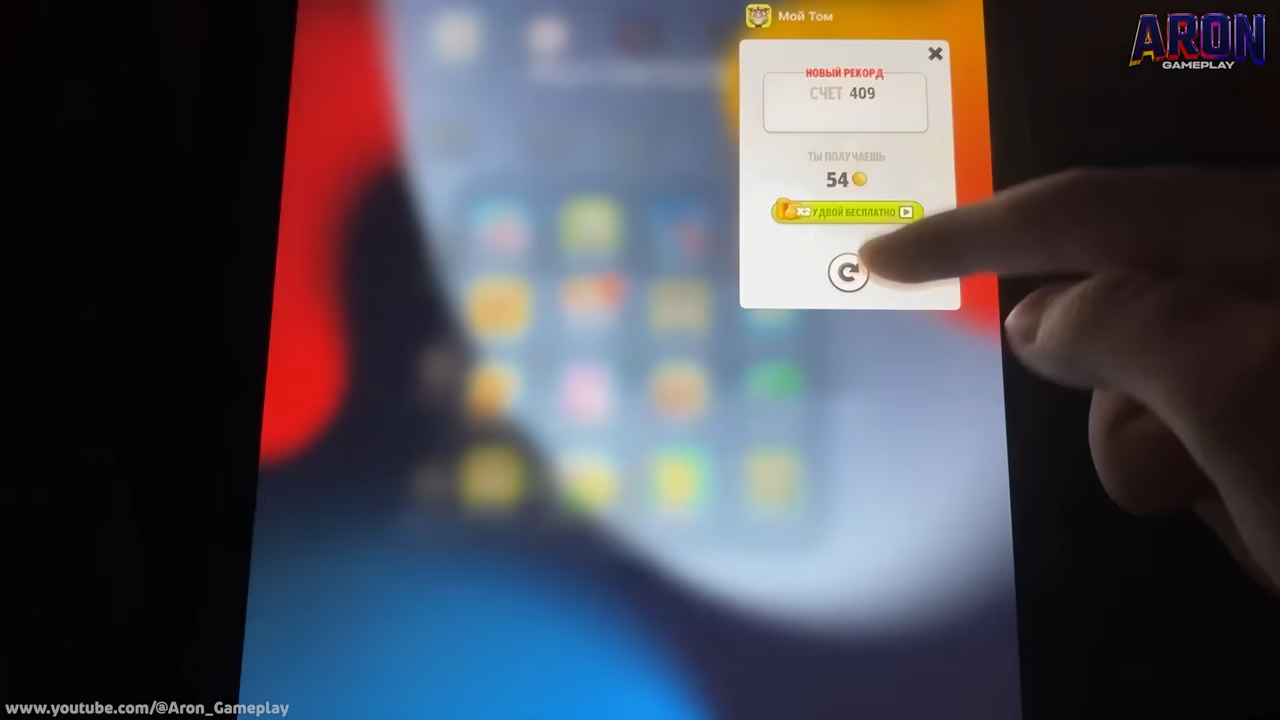 Мой Том
ARON
GAMEPLAY
НОВЫЙ РЕКОРД
СЧЕТ 409
ТЫ ПОЛУЧАЕШЬ
54
X2 УДВОЙ БЕСПЛАТНО
www.youtube.com/@Aron_Gameplay